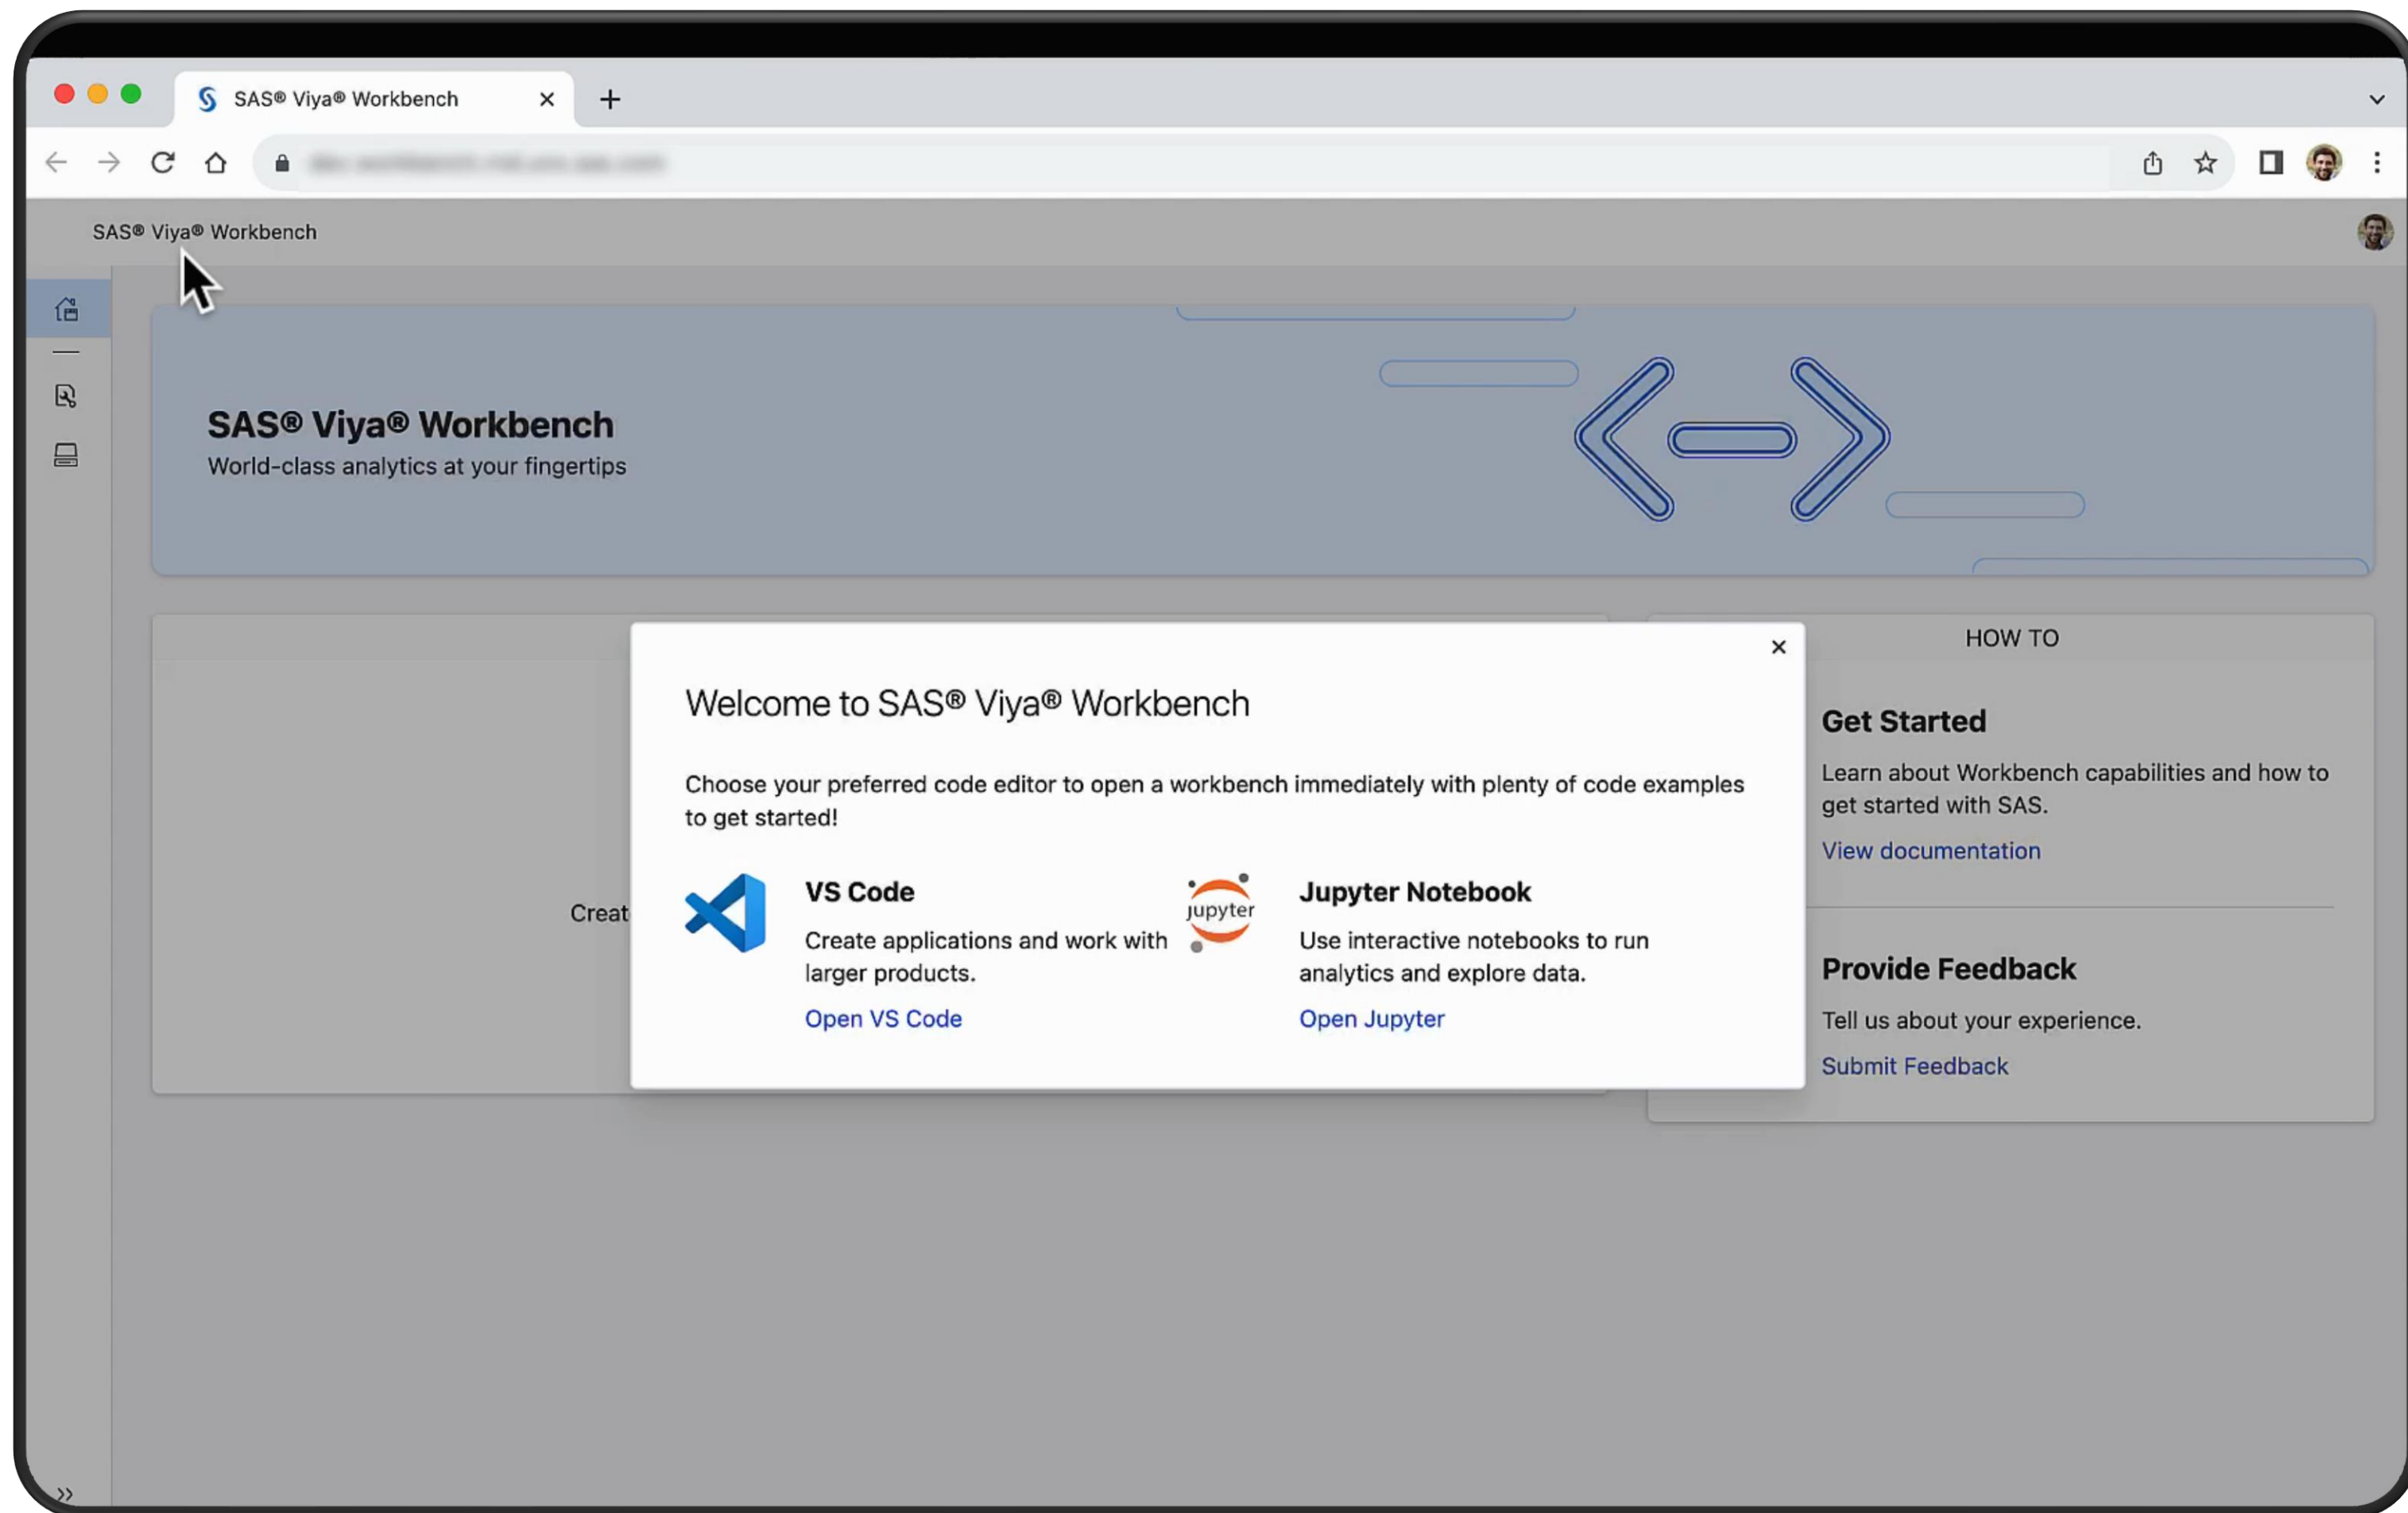 SAS® Viya® Workbench
SAS® Viya® Workbench
SAS® Viya® Workbench
World-class analytics at your fingertips
Welcome to SAS® Viya® Workbench
Choose your preferred code editor to open a workbench immediately with plenty of code examples
to get started!
Creat
VS Code
Create applications and work with
larger products.
Open VS Code
jupyter
Jupyter Notebook
Use interactive notebooks to run
analytics and explore data.
Open Jupyter
HOW TO
Get Started
Learn about Workbench capabilities and how to
get started with SAS.
View documentation
Provide Feedback
Tell us about your experience.
Submit Feedback